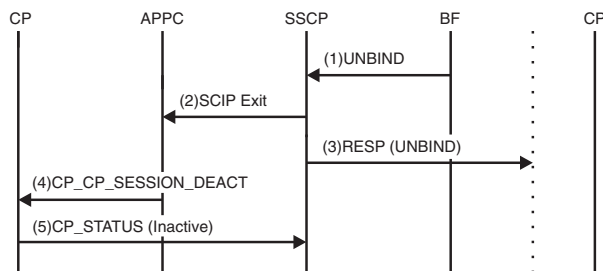 CP APPC SSCP BF CP
(1)UNBIND
(2)SCIP Exit
(3)RESP (UNBIND)
(4)CP_CP_SESSION_DEACT
(5)CP_STATUS (Inactive)